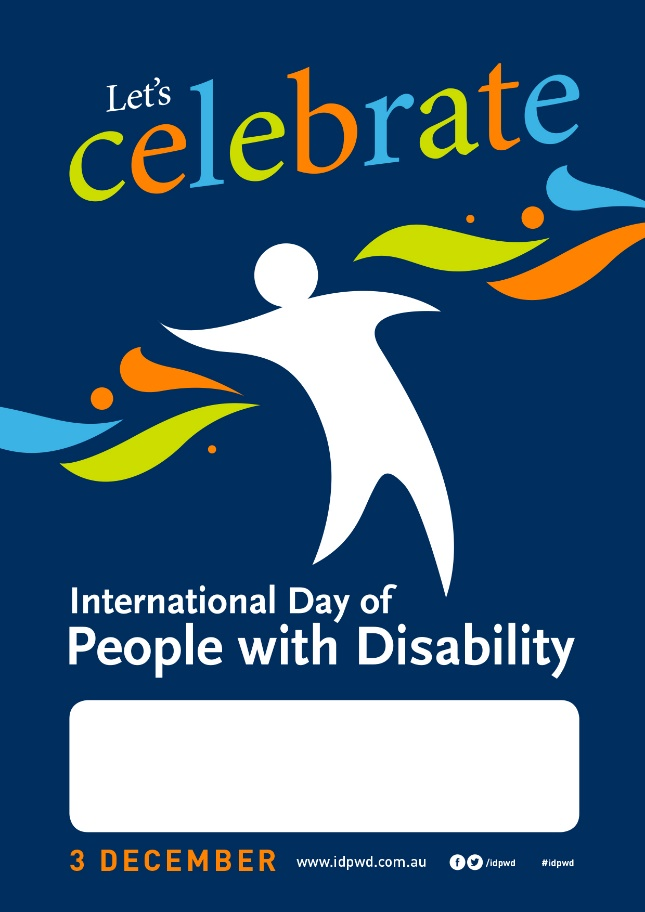 Let's
celebrate
International Day of
People with Disability
3 DECEMBER www.idpwd.com.au /idpwd #idpwd